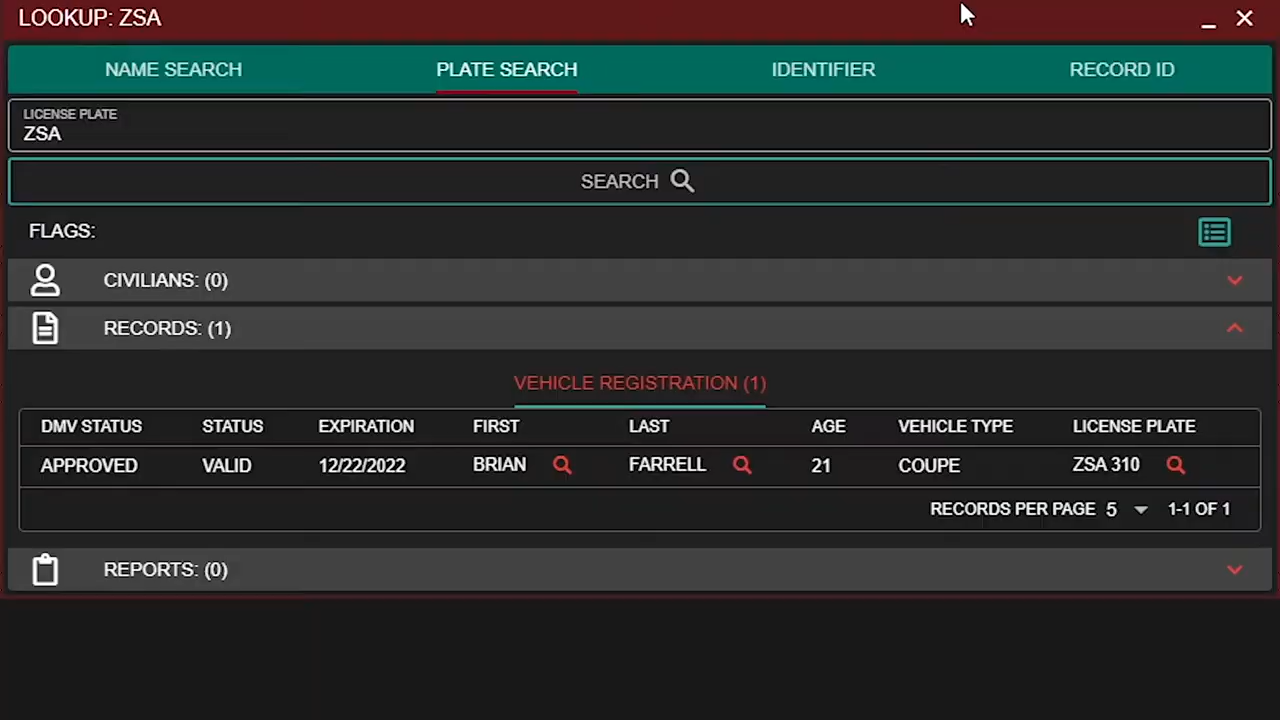 LOOKUP: ZSA
NAME SEARCH PLATE SEARCH IDENTIFIER RECORD ID
LICENSE PLATE
ZSA
SEARCH
FLAGS:
CIVILIANS: (0)
RECORDS: (1)
VEHICLE REGISTRATION (1)
DMV STATUS STATUS EXPIRATION FIRST LAST AGE VEHICLE TYPE LICENSE PLATE
APPROVED VALID 12/22/2022 BRIAN FARRELL 21 COUPE ZSA 310
RECORDS PER PAGE 5 1-1 OF 1
REPORTS: (0)